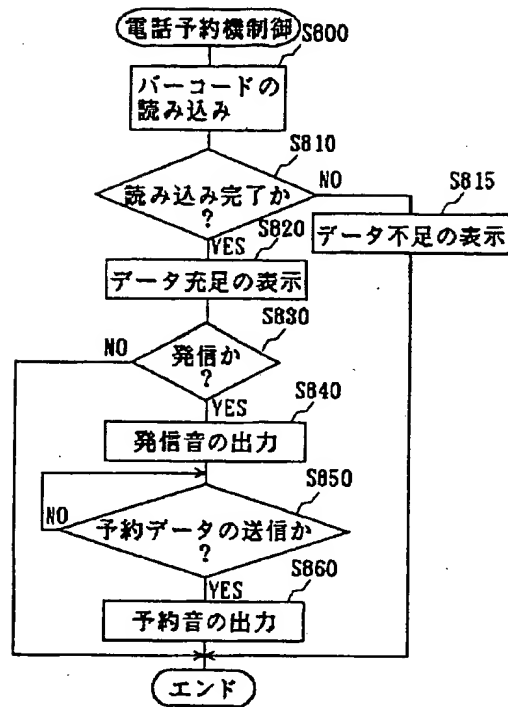 電話予約機制御
S800
バーコードの
読み込み
S810
読み込み完了か
?
NO
S815
データ不足の表示
YES
S820
データ充足の表示
S830
NO
発信か
?
YES
S840
発信音の出力
S850
NO
予約データの送信か
?
YES
S860
予約音の出力
エンド